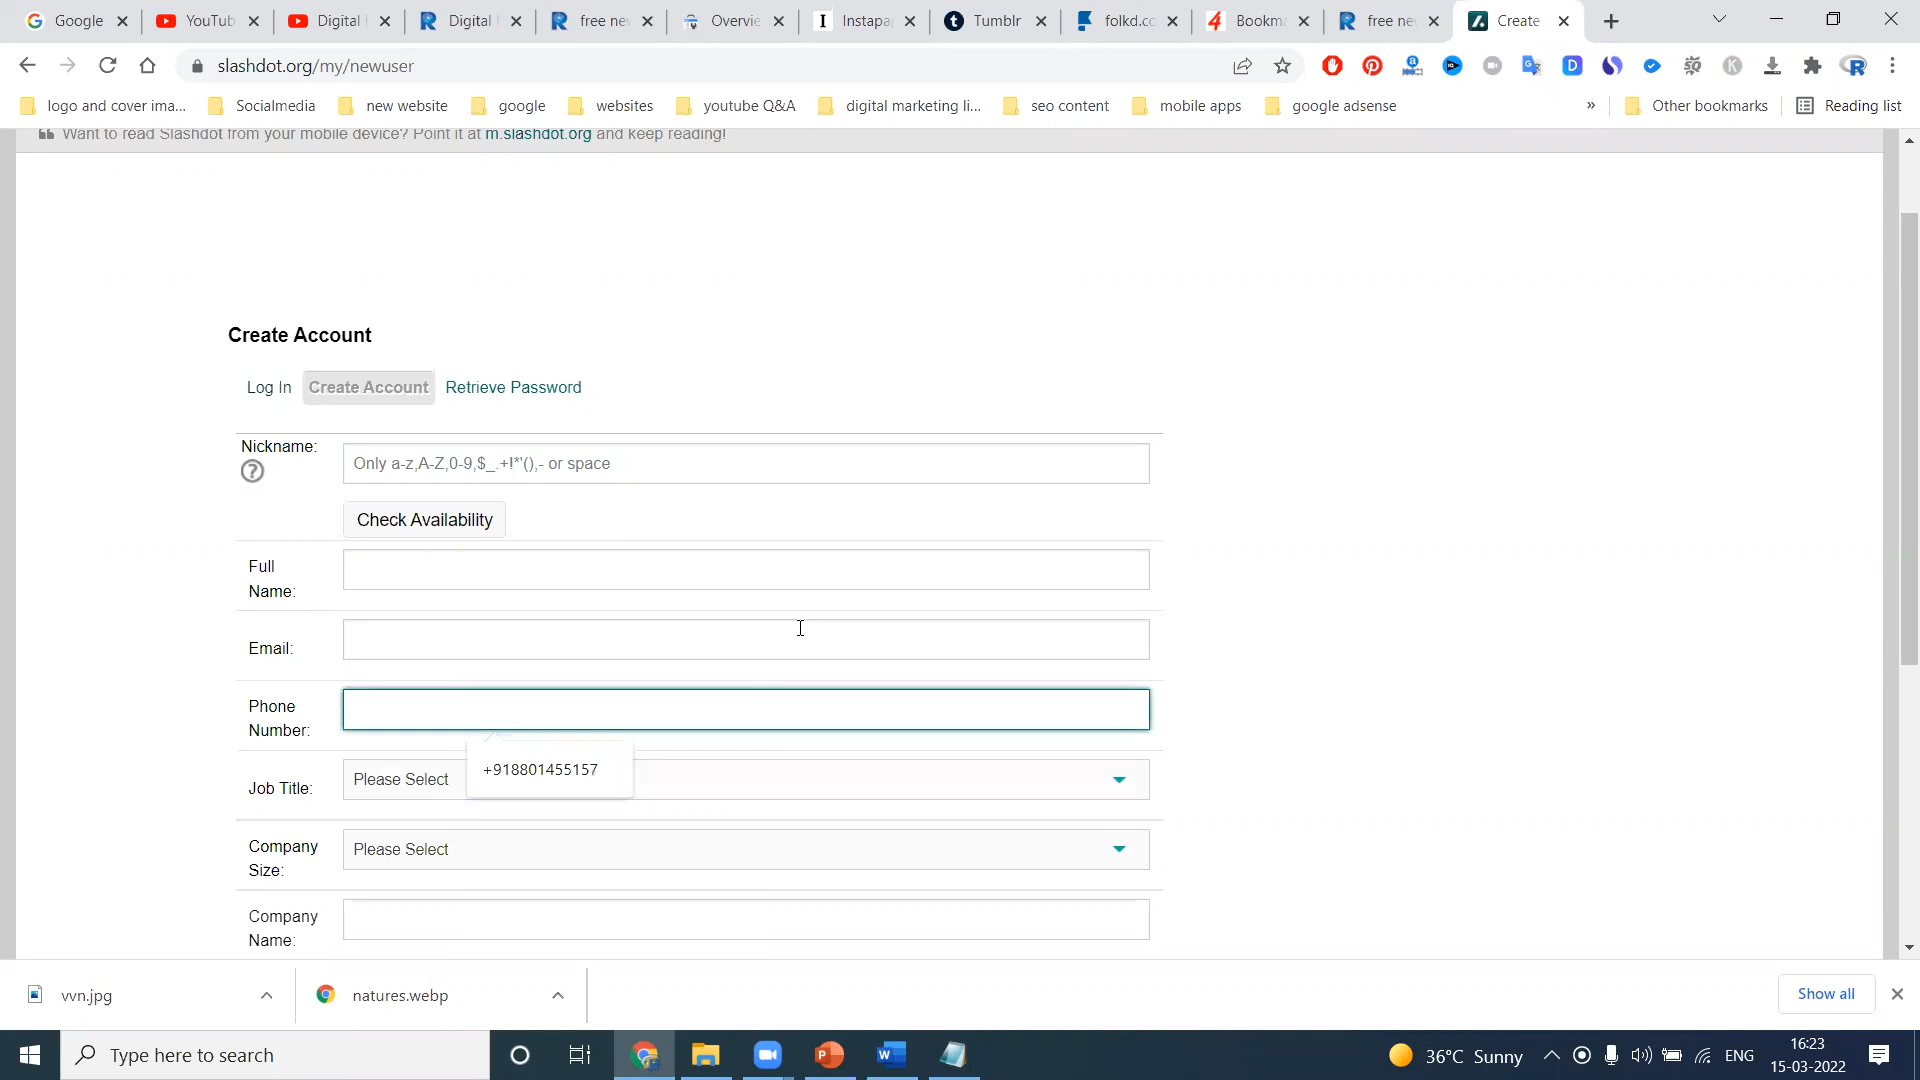 Google
YouTub
Digital
Digital
free new
Overvie
Instapa
Tumblr
folkd.co
Bookma
free new
Create
slashdot.org/my/newuser
logo and cover ima...
Socialmedia
new website
google
websites
youtube Q&A
digital marketing li...
seo content
mobile apps
google adsense
»
Other bookmarks
Reading list
Want to read Slashdot from your mobile device? Point it at m.slashdot.org and keep reading!
Create Account
Log In Create Account Retrieve Password
Nickname:
Only a-z,A-Z,0-9,$_.+!*'(),- or space
Check Availability
Full
Name:
Email:
Phone
Number:
+918801455157
Job Title:
Please Select
Company
Size:
Please Select
Company
Name:
vvn.jpg
natures.webp
Show all
Type here to search
36°C Sunny
ENG
16:23
15-03-2022